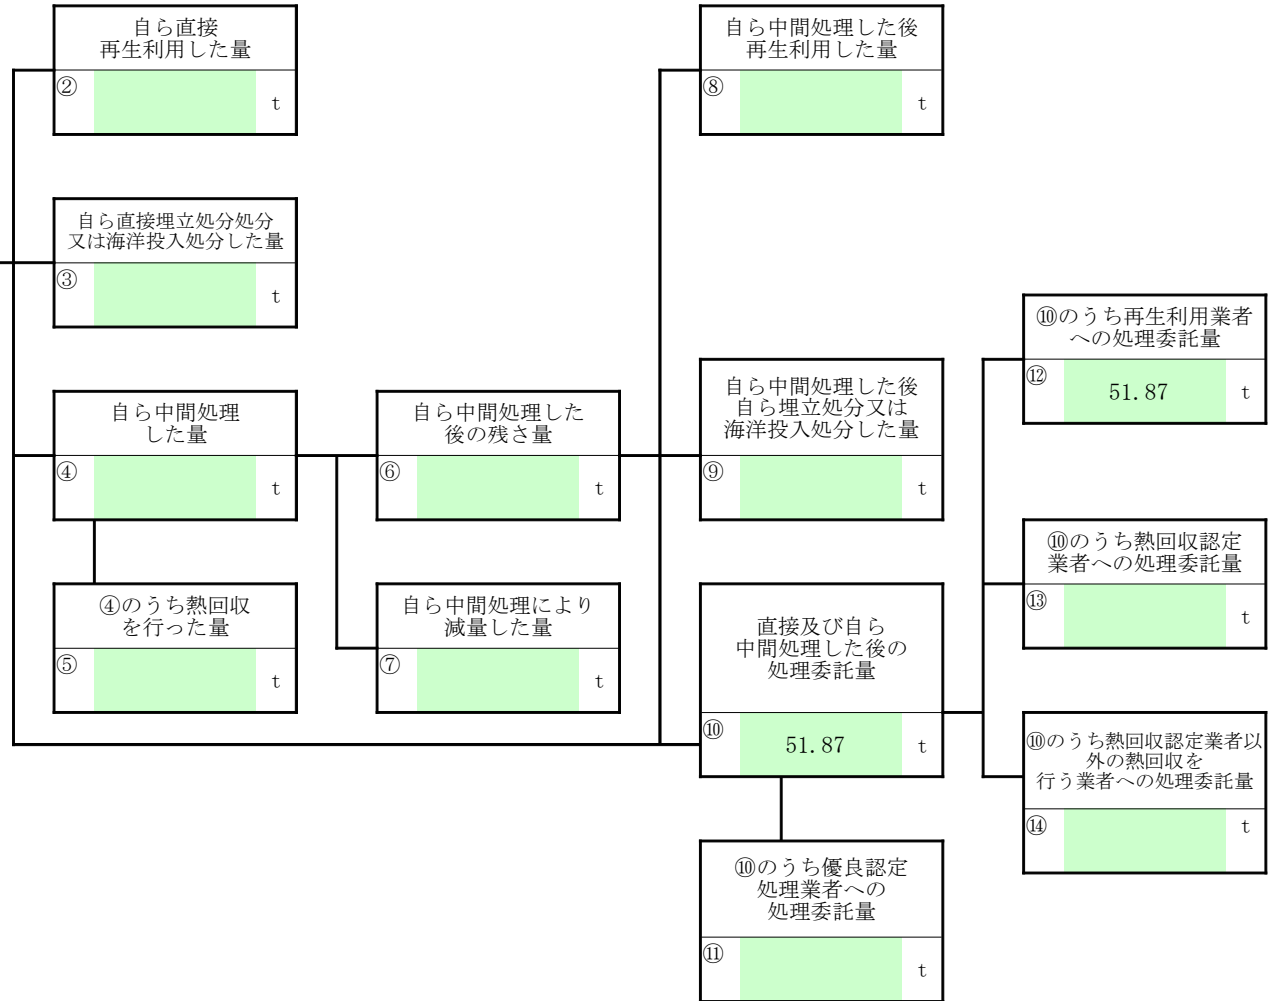 自ら直接
再生利用した量
②
t
自ら中間処理した後
再生利用した量
⑧
t
自ら直接埋立処分処分
又は海洋投入処分した量
③
t
⑩のうち再生利用業者
への処理委託量
⑫
51.87
t
自ら中間処理
した量
④
t
自ら中間処理した
後の残さ量
⑥
t
自ら中間処理した後
自ら埋立処分又は
海洋投入処分した量
⑨
t
⑩のうち熱回収認定
業者への処理委託量
⑬
t
④のうち熱回収
を行った量
⑤
t
自ら中間処理により
減量した量
⑦
t
直接及び自ら
中間処理した後の
処理委託量
⑩
51.87
t
⑩のうち熱回収認定業者以
外の熱回収を
行う業者への処理委託量
⑭
t
⑩のうち優良認定
処理業者への
処理委託量
⑪
t